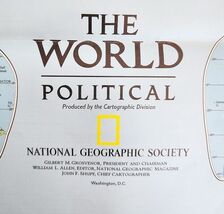 THE
WORLD
POLITICAL
Produced by the Cartographic Division
NATIONAL GEOGRAPHIC SOCIETY
GILBERT M. GROSVENOR, PRESIDENT AND CHAIRMAN
WILLIAM L. ALLEN, EDITOR, NATIONAL GEOGRAPHIC MAGAZINE
JOHN F. SHUPE, CHIEF CARTOGRAPHER
Washington, D.C.